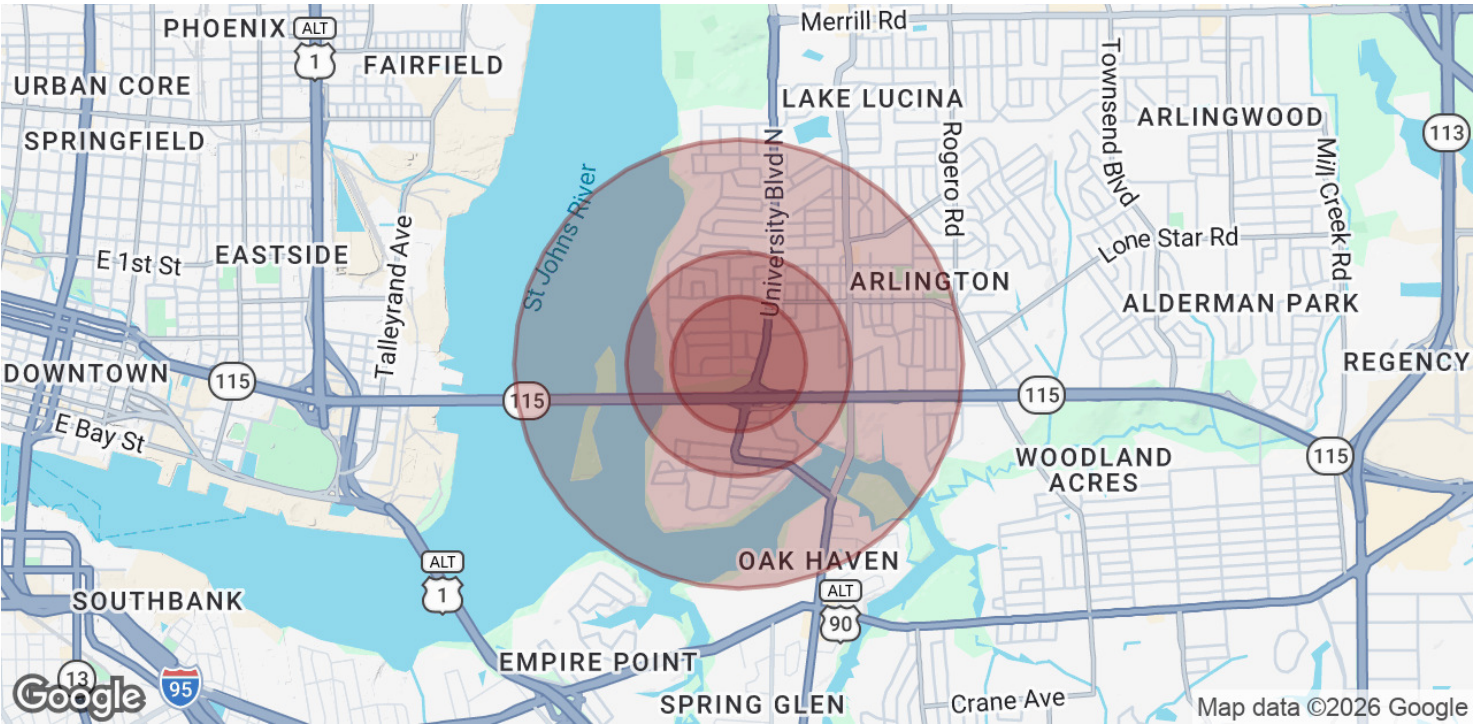 PHOENIX
ALT
1
FAIRFIELD
Merrill Rd
URBAN CORE
SPRINGFIELD
LAKE LUCINA
Townsend Blvd
ARLINGWOOD
113
Rogero Rd
Mill Creek Rd
University Blvd N
St Johns River
Talleyrand Ave
E 1st St
EASTSIDE
Lone Star Rd
ARLINGTON
ALDERMAN PARK
DOWNTOWN
115
115
115
REGENCY
E Bay St
WOODLAND
ACRES
115
OAK HAVEN
ALT
1
ALT
90
SOUTHBANK
EMPIRE POINT
13
95
SPRING GLEN
Crane Ave
Google
Map data ©2026 Google